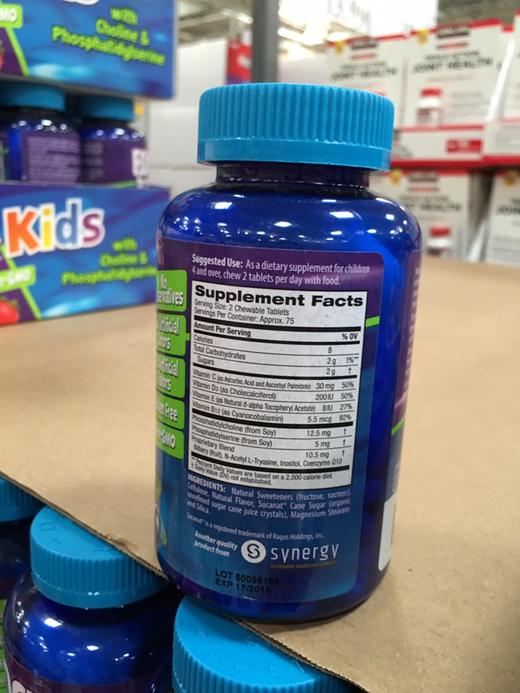 with
Choline &
Phosphatidylserine
JOINT HEALTH
Kids
with
Choline &
Suggested Use: As a dietary supplement for children
4 and over, chew 2 tablets per day with food.
No
Supplement Facts
Serving Size: 2 Chewable Tablets
Servings Per Container: Approx. 75
Amount Per Serving % DV
Calories 8
Total Carbohydrates 2 g 1%**
Sugars 2 g †
Vitamin C (as Ascorbic Acid and Ascorbyl Palmitate) 30 mg 50%
Vitamin D3 (as Cholecalciferol) 200 IU 50%
Vitamin E (as Natural d-alpha Tocopheryl Acetate) 8 IU 27%
Vitamin B12 (as Cyanocobalamin) 5.5 mcg 92%
Phosphatidylcholine (from Soy) 12.5 mg †
Phosphatidylserine (from Soy) 5 mg †
Proprietary Blend 10.5 mg †
Bilberry (fruit), N-Acetyl L-Tryosine, Inositol, Coenzyme Q10
**Percent Daily Values are based on a 2,000 calorie diet.
† Daily Value (DV) not established.
INGREDIENTS: Natural Sweeteners (fructose, sucrose),
Cellulose, Natural Flavor, Sucanat® Cane Sugar (organic
unrefined sugar cane juice crystals), Magnesium Stearate
and Silica.
Sucanat® is a registered trademark of Ragus Holdings, Inc.
Another quality
product from
S synergy
LOT
EXP 12/2016